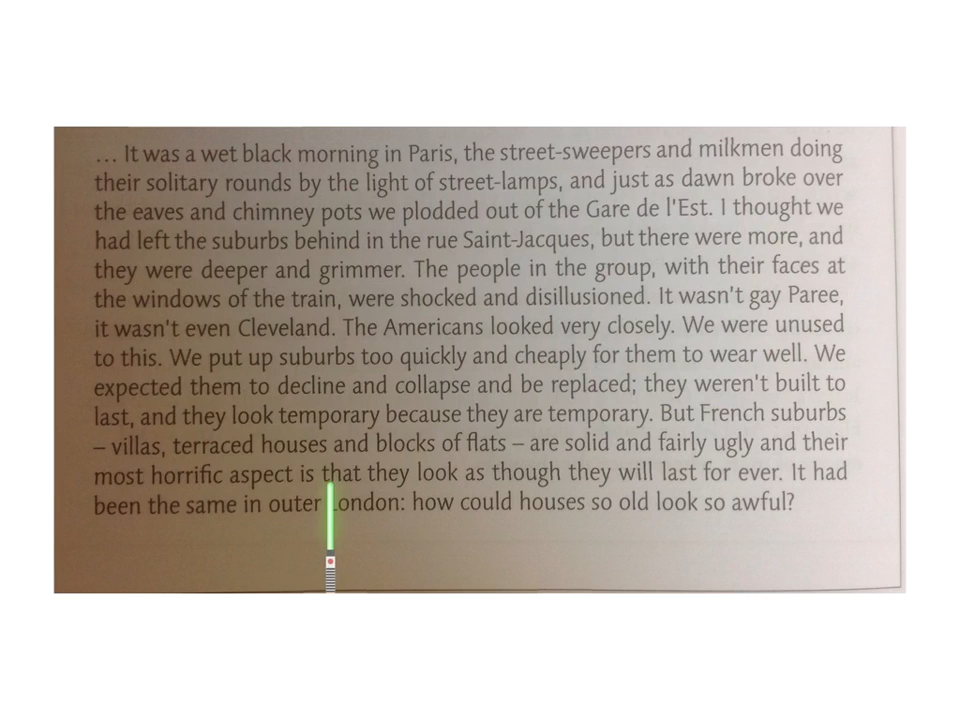 ... It was a wet black morning in Paris, the street-sweepers and milkmen doing
their solitary rounds by the light of street-lamps, and just as dawn broke over
the eaves and chimney pots we plodded out of the Gare de l'Est. I thought we
had left the suburbs behind in the rue Saint-Jacques, but there were more, and
they were deeper and grimmer. The people in the group, with their faces at
the windows of the train, were shocked and disillusioned. It wasn't gay Paree,
it wasn't even Cleveland. The Americans looked very closely. We were unused
to this. We put up suburbs too quickly and cheaply for them to wear well. We
expected them to decline and collapse and be replaced; they weren't built to
last, and they look temporary because they are temporary. But French suburbs
– villas, terraced houses and blocks of flats – are solid and fairly ugly and their
most horrific aspect is that they look as though they will last for ever. It had
been the same in outer London: how could houses so old look so awful?